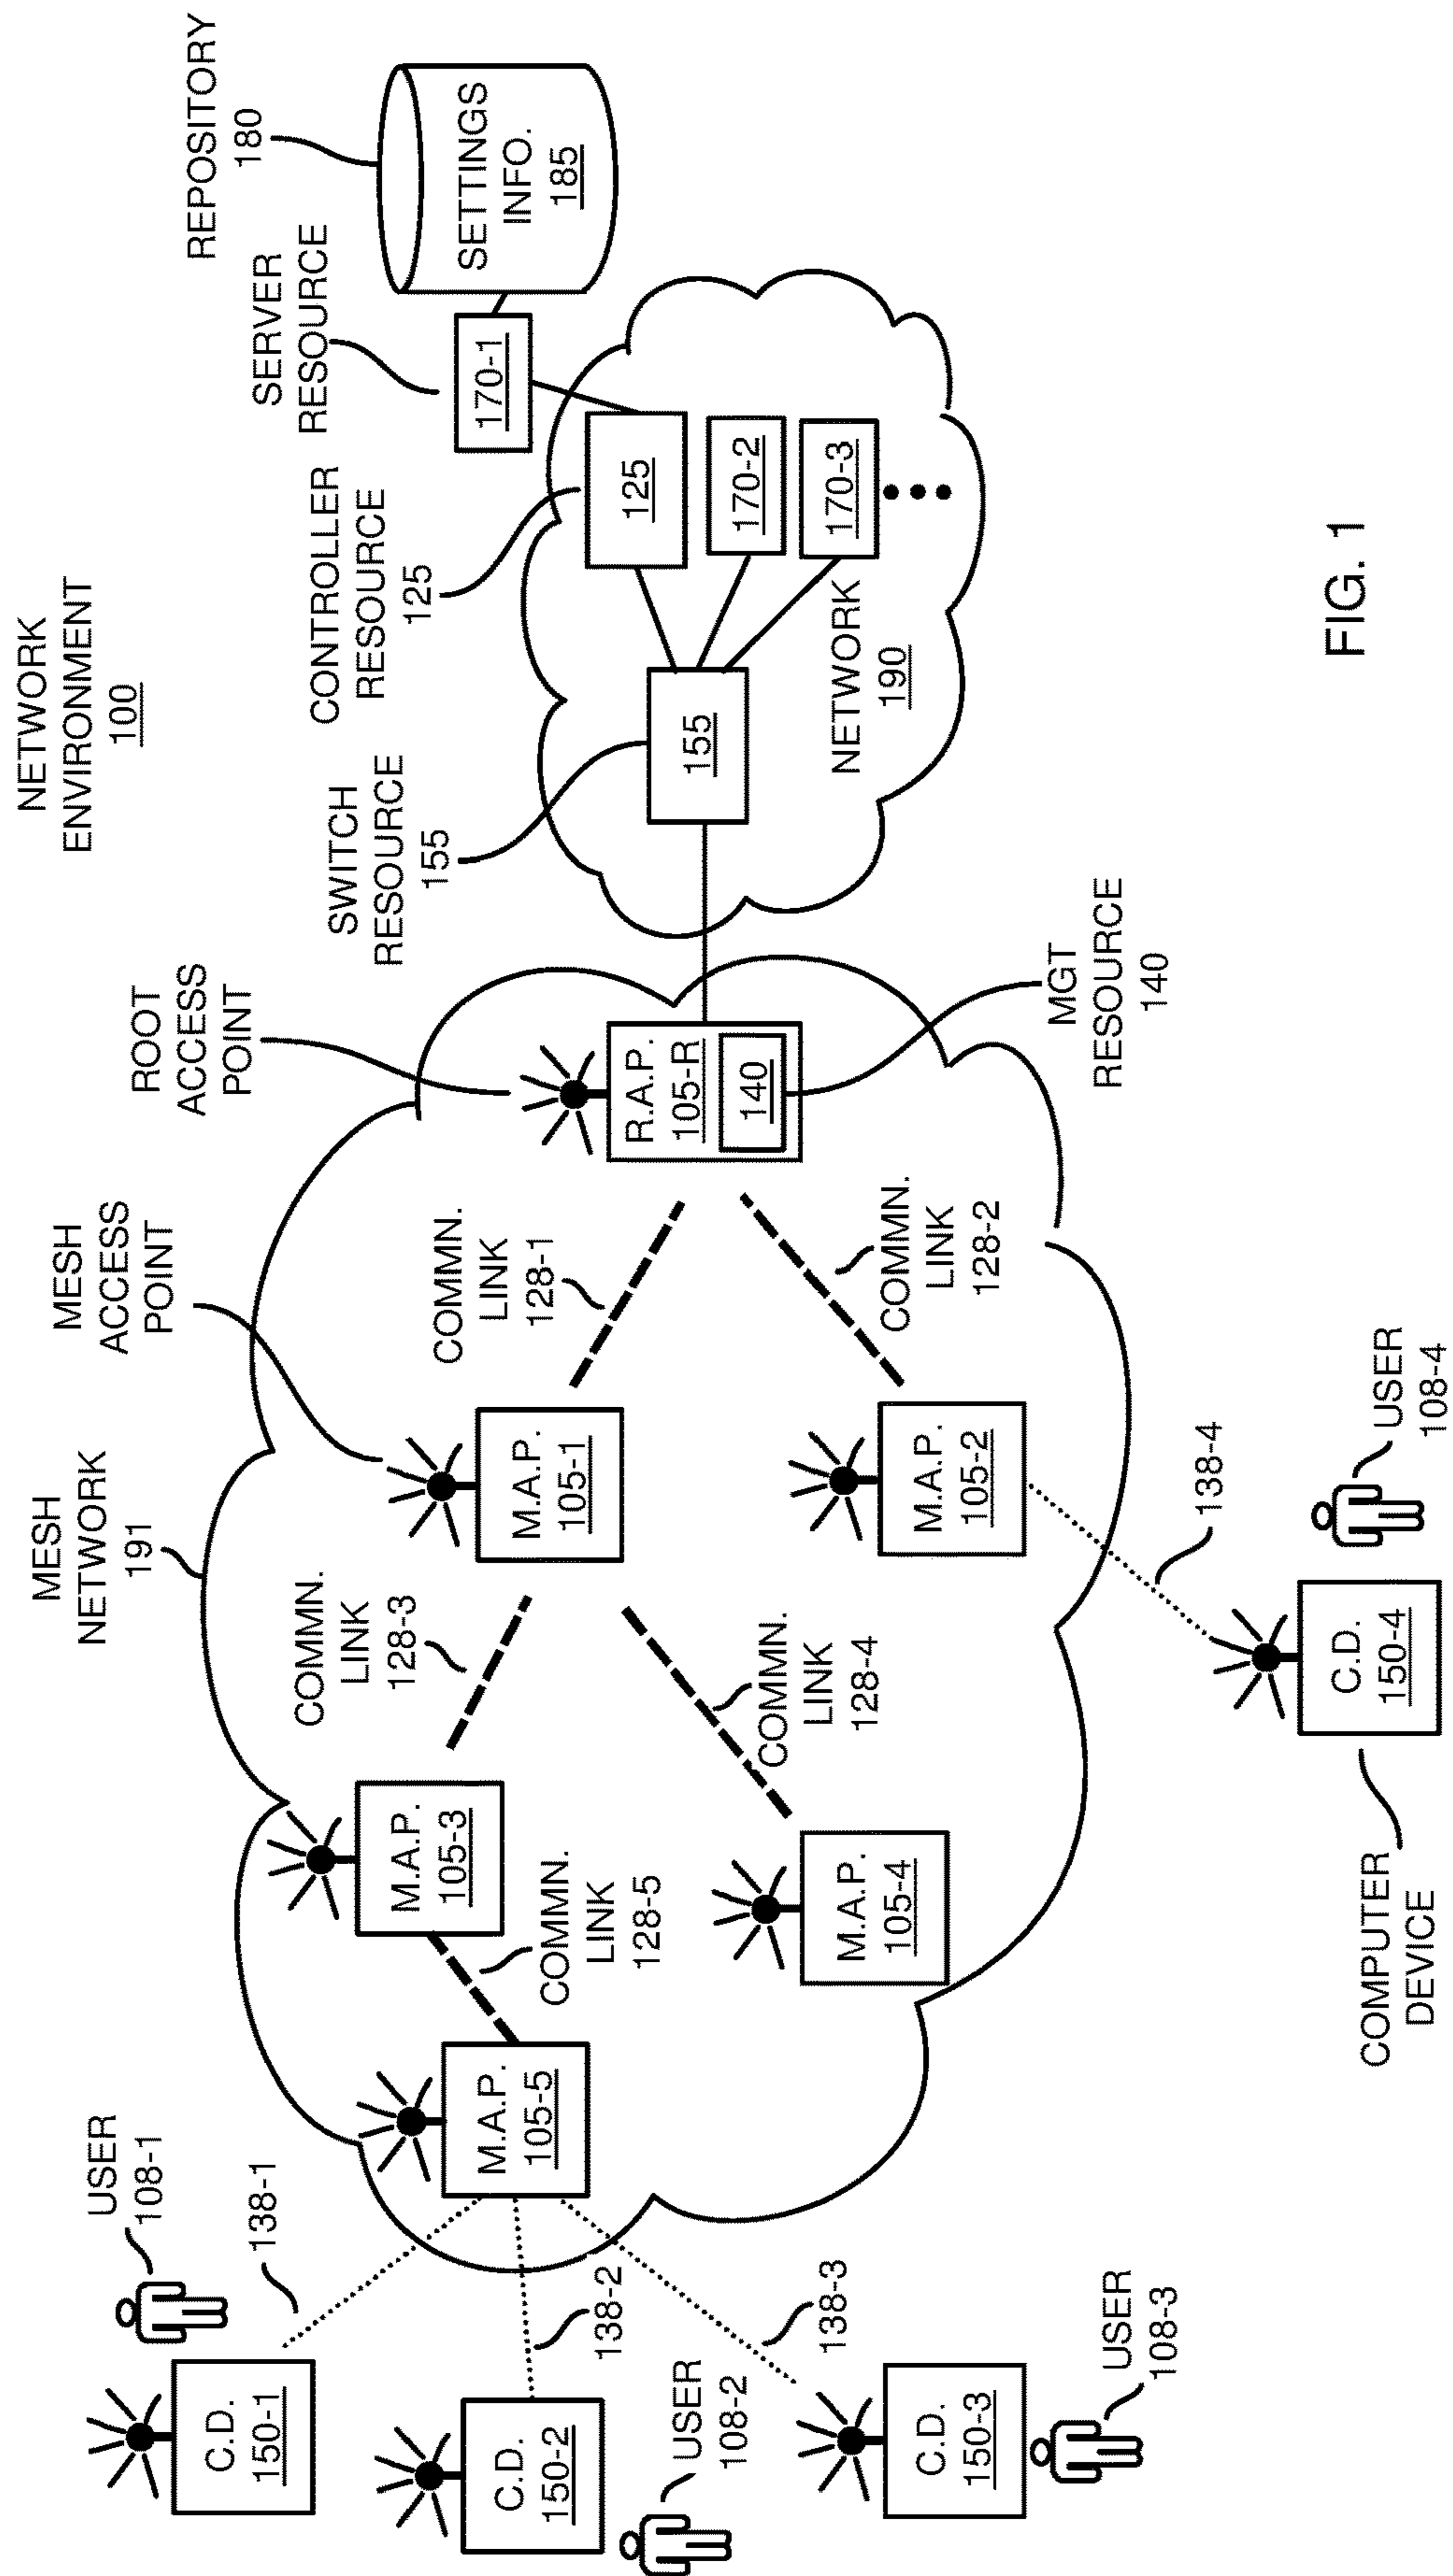 NETWORK
ENVIRONMENT
100
MESH
NETWORK
191
MESH
ACCESS
POINT
ROOT
ACCESS
POINT
SWITCH
RESOURCE
155
CONTROLLER
RESOURCE
125
SERVER
RESOURCE
REPOSITORY
180
SETTINGS
INFO.
185
170-1
125
170-2
170-3
155
NETWORK
190
R.A.P.
105-R
140
MGT
RESOURCE
140
COMMN.
LINK
128-1
COMMN.
LINK
128-2
M.A.P.
105-1
M.A.P.
105-2
COMMN.
LINK
128-3
COMMN.
LINK
128-4
M.A.P.
105-3
M.A.P.
105-4
COMMN.
LINK
128-5
M.A.P.
105-5
USER
108-1
138-1
C.D.
150-1
138-2
C.D.
150-2
USER
108-2
138-3
C.D.
150-3
USER
108-3
138-4
C.D.
150-4
USER
108-4
COMPUTER
DEVICE
FIG. 1